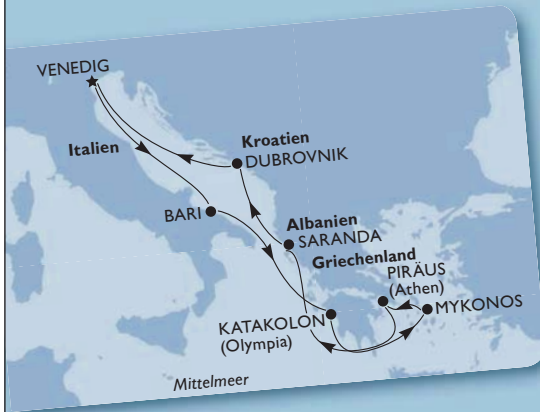 VENEDIG
Kroatien
Italien
DUBROVNIK
BARI
Albanien
SARANDA
Griechenland
PIRÄUS
(Athen)
MYKONOS
KATAKOLON
(Olympia)
Mittelmeer